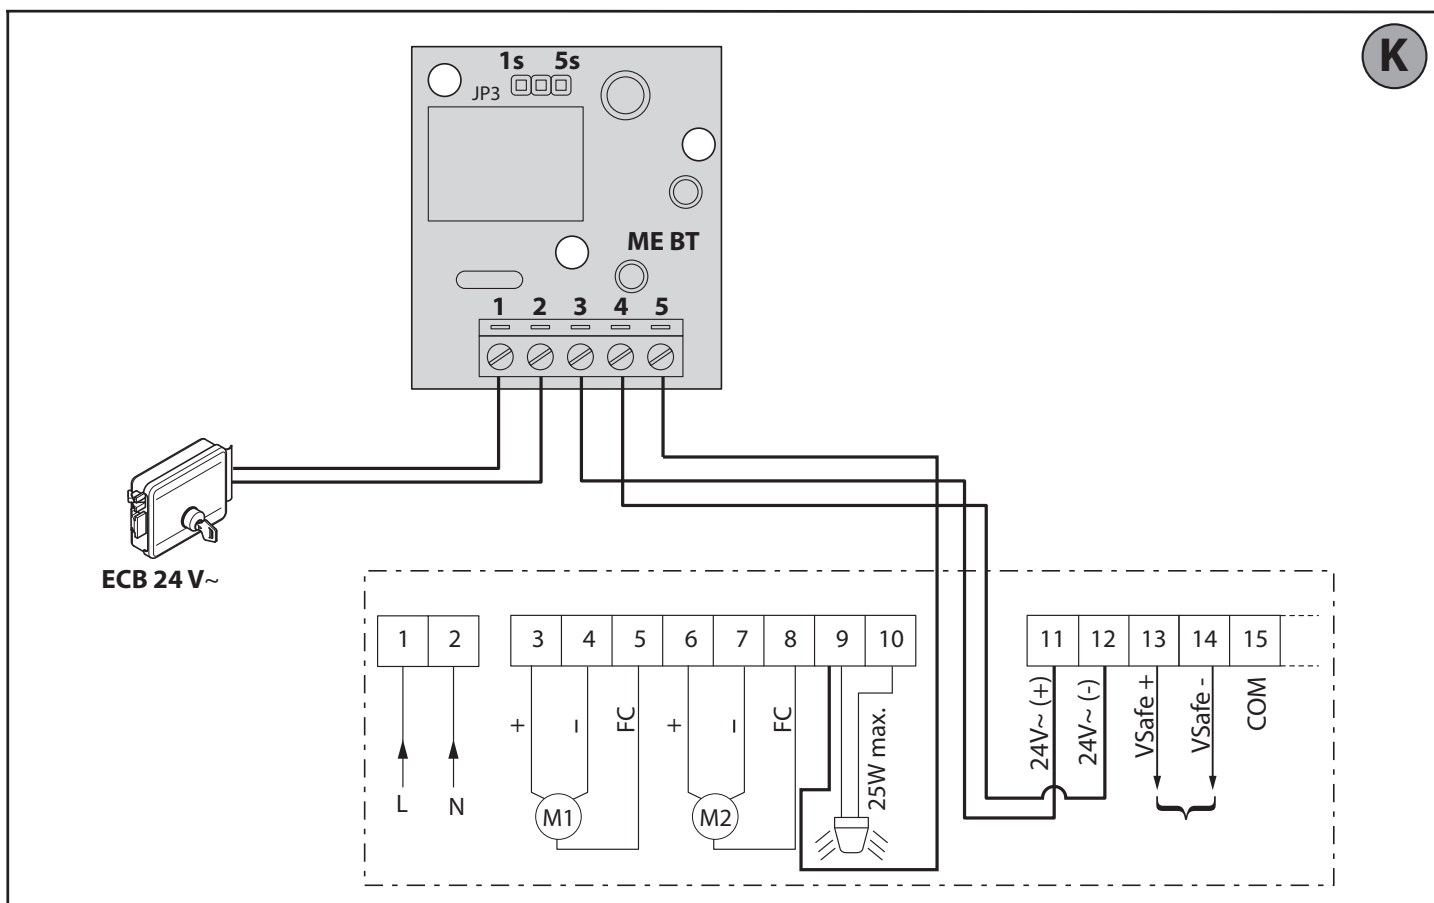 K
1s 5s
JP3
ME BT
1 2 3 4 5
ECB 24 V~
1 2 3 4 5 6 7 8 9 10 11 12 13 14 15
+ – FC + – FC 25W max. 24V~ (+) 24V~ (-) VSafe + VSafe - COM
L N
M1 M2